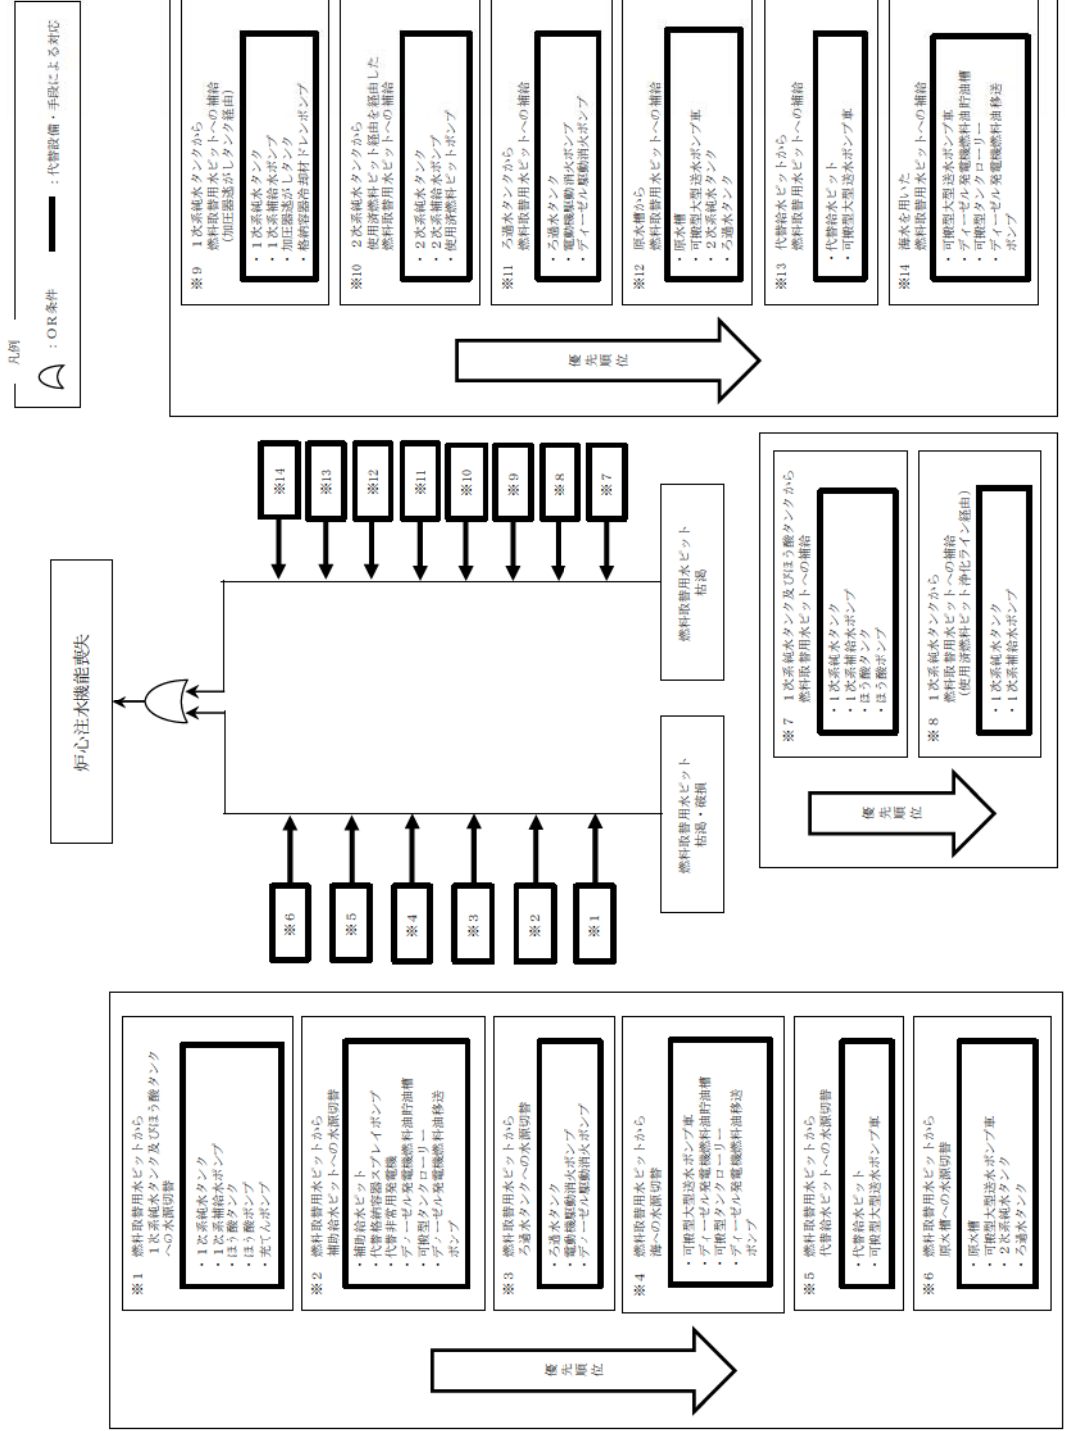 凡例
：OR条件
：代替設備・手段による対応
炉心注水機能喪失
燃料取替用水ピット
枯渇・破損
燃料取替用水ピット
枯渇
※6
※5
※4
※3
※2
※1
※14
※13
※12
※11
※10
※9
※8
※7
優先順位
※1 燃料取替用水ピットから
1次系純水タンク及びほう酸タンク
への水源切替
・1次系純水タンク
・1次系補給水ポンプ
・ほう酸タンク
・ほう酸ポンプ
・充てんポンプ
※2 燃料取替用水ピットから
補助給水ピットへの水源切替
・補助給水ピット
・代替格納容器スプレイポンプ
・代替非常用発電機
・ディーゼル発電機燃料油貯油槽
・可搬型タンクローリー
・ディーゼル発電機燃料油移送
ポンプ
※3 燃料取替用水ピットから
ろ過水タンクへの水源切替
・ろ過水タンク
・電動機駆動消火ポンプ
・ディーゼル駆動消火ポンプ
※4 燃料取替用水ピットから
海への水源切替
・可搬型大型送水ポンプ車
・ディーゼル発電機燃料油貯油槽
・可搬型タンクローリー
・ディーゼル発電機燃料油移送
ポンプ
※5 燃料取替用水ピットから
代替給水ピットへの水源切替
・代替給水ピット
・可搬型大型送水ポンプ車
※6 燃料取替用水ピットから
原水槽への水源切替
・原水槽
・可搬型大型送水ポンプ車
・2次系純水タンク
・ろ過水タンク
優先順位
※7 1次系純水タンク及びほう酸タンクから
燃料取替用水ピットへの補給
・1次系純水タンク
・1次系補給水ポンプ
・ほう酸タンク
・ほう酸ポンプ
※8 1次系純水タンクから
燃料取替用水ピットへの補給
（使用済燃料ピット浄化ライン経由）
・1次系純水タンク
・1次系補給水ポンプ
優先順位
※9 1次系純水タンクから
燃料取替用水ピットへの補給
（加圧器逃がしタンク経由）
・1次系純水タンク
・1次系補給水ポンプ
・加圧器逃がしタンク
・格納容器冷却材ドレンポンプ
※10 2次系純水タンクから
使用済燃料ピット経由を経由した
燃料取替用水ピットへの補給
・2次系純水タンク
・2次系補給水ポンプ
・使用済燃料ピットポンプ
※11 ろ過水タンクから
燃料取替用水ピットへの補給
・ろ過水タンク
・電動機駆動消火ポンプ
・ディーゼル駆動消火ポンプ
※12 原水槽から
燃料取替用水ピットへの補給
・原水槽
・可搬型大型送水ポンプ車
・2次系純水タンク
・ろ過水タンク
※13 代替給水ピットから
燃料取替用水ピットへの補給
・代替給水ピット
・可搬型大型送水ポンプ車
※14 海水を用いた
燃料取替用水ピットへの補給
・可搬型大型送水ポンプ車
・ディーゼル発電機燃料油貯油槽
・可搬型タンクローリー
・ディーゼル発電機燃料油移送
ポンプ